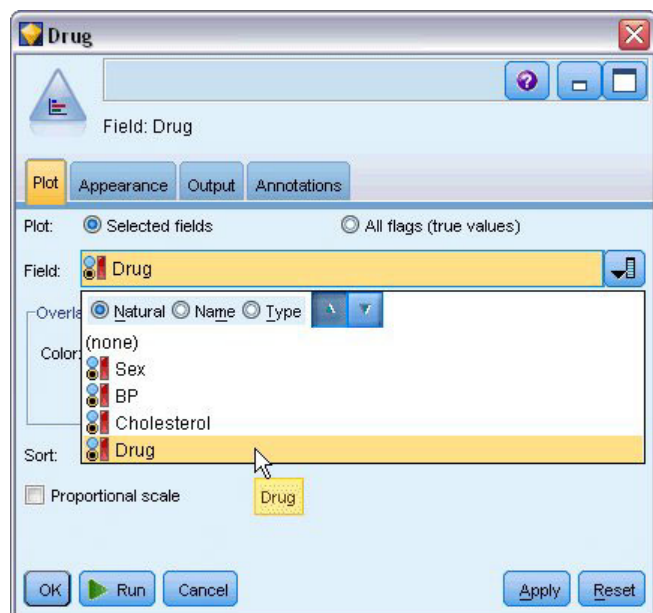 Drug
Field: Drug
Plot Appearance Output Annotations
Plot: Selected fields All flags (true values)
Field: Drug
Natural Name Type
Color:
(none)
Sex
BP
Cholesterol
Drug
Sort:
Drug
Proportional scale
OK Run Cancel Apply Reset